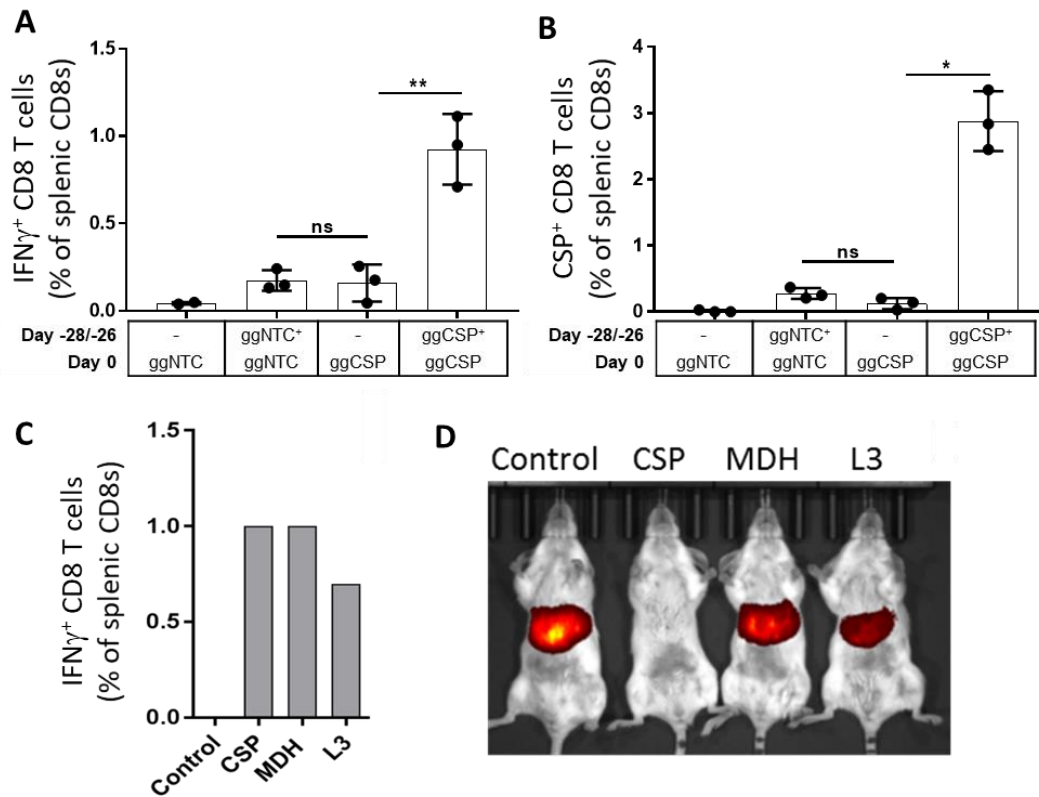 A
IFNγ⁺ CD8 T cells
(% of splenic CD8s)
1.5
1.0
0.5
0.0
ns
**
Day -28/-26 - ggNTC⁺ - ggCSP⁺
Day 0 ggNTC ggNTC ggCSP ggCSP
B
CSP⁺ CD8 T cells
(% of splenic CD8s)
4
3
2
1
0
ns
*
Day -28/-26 - ggNTC⁺ - ggCSP⁺
Day 0 ggNTC ggNTC ggCSP ggCSP
C
IFNγ⁺ CD8 T cells
(% of splenic CD8s)
1.5
1.0
0.5
0.0
Control CSP MDH L3
D
Control CSP MDH L3